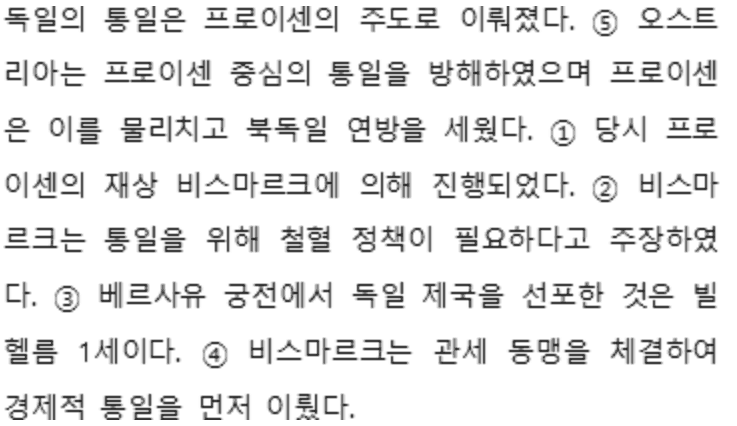 독일의 통일은 프로이센의 주도로 이뤄졌다. ⑤ 오스트
리아는 프로이센 중심의 통일을 방해하였으며 프로이센
은 이를 물리치고 북독일 연방을 세웠다. ① 당시 프로
이센의 재상 비스마르크에 의해 진행되었다. ② 비스마
르크는 통일을 위해 철혈 정책이 필요하다고 주장하였
다. ③ 베르사유 궁전에서 독일 제국을 선포한 것은 빌
헬름 1세이다. ④ 비스마르크는 관세 동맹을 체결하여
경제적 통일을 먼저 이뤘다.